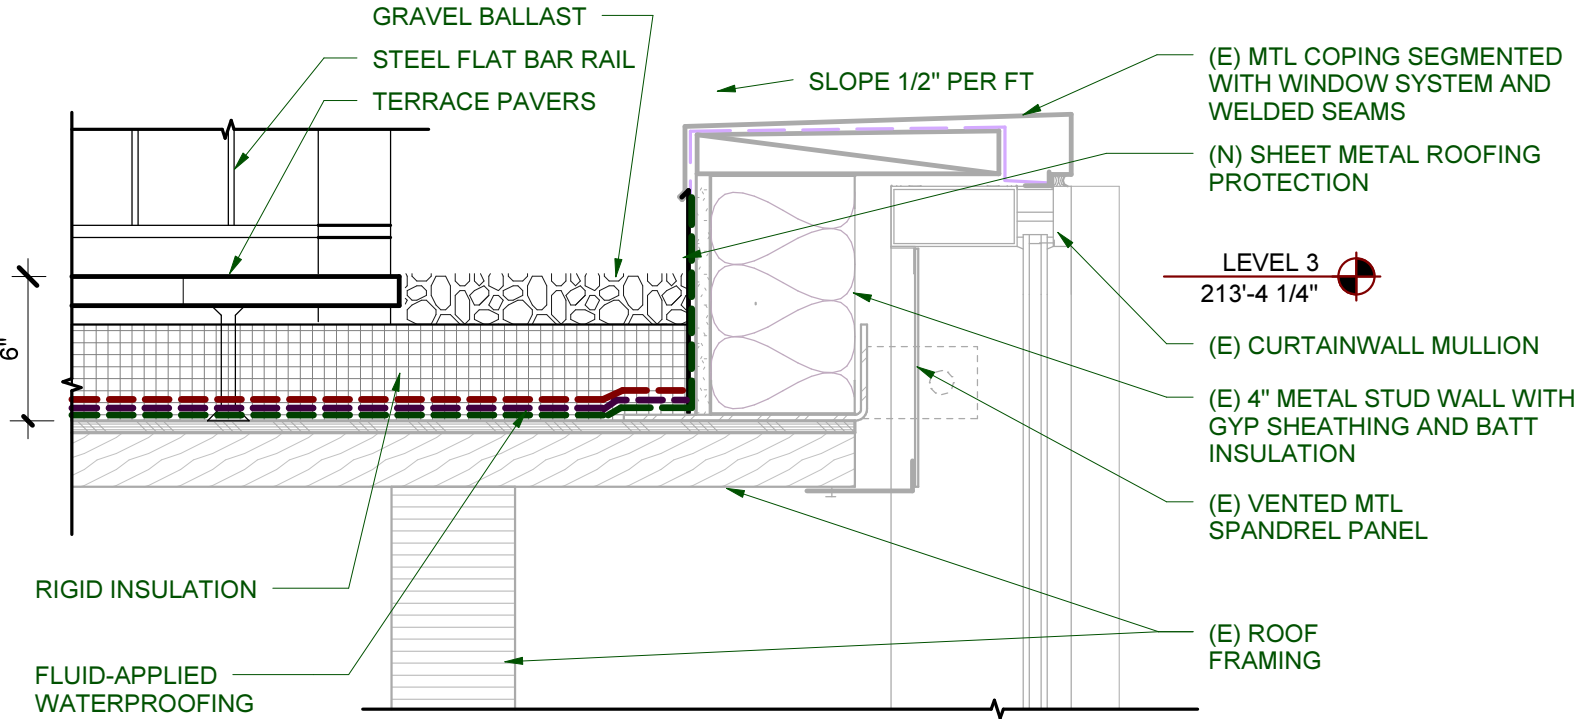 GRAVEL BALLAST
STEEL FLAT BAR RAIL
TERRACE PAVERS
SLOPE 1/2" PER FT
(E) MTL COPING SEGMENTED
WITH WINDOW SYSTEM AND
WELDED SEAMS
(N) SHEET METAL ROOFING
PROTECTION
LEVEL 3
213'-4 1/4"
6"
(E) CURTAINWALL MULLION
(E) 4" METAL STUD WALL WITH
GYP SHEATHING AND BATT
INSULATION
(E) VENTED MTL
SPANDREL PANEL
RIGID INSULATION
(E) ROOF
FRAMING
FLUID-APPLIED
WATERPROOFING